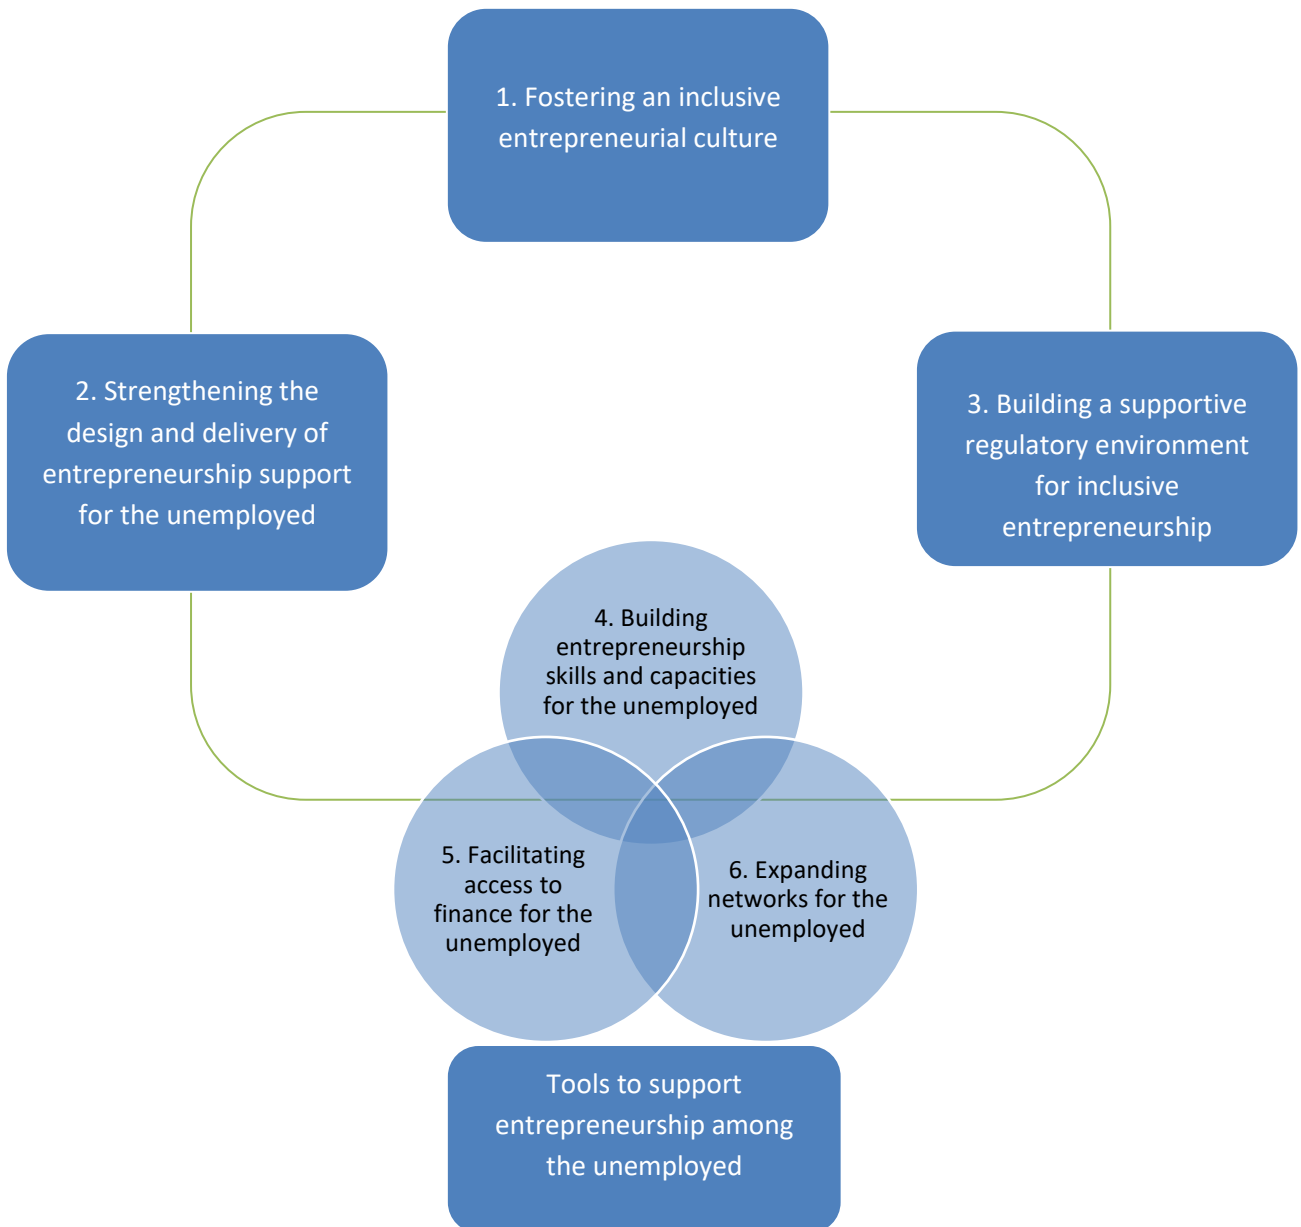 1. Fostering an inclusive
entrepreneurial culture
2. Strengthening the
design and delivery of
entrepreneurship support
for the unemployed
3. Building a supportive
regulatory environment
for inclusive
entrepreneurship
4. Building
entrepreneurship
skills and capacities
for the unemployed
5. Facilitating
access to
finance for the
unemployed
6. Expanding
networks for the
unemployed
Tools to support
entrepreneurship among
the unemployed